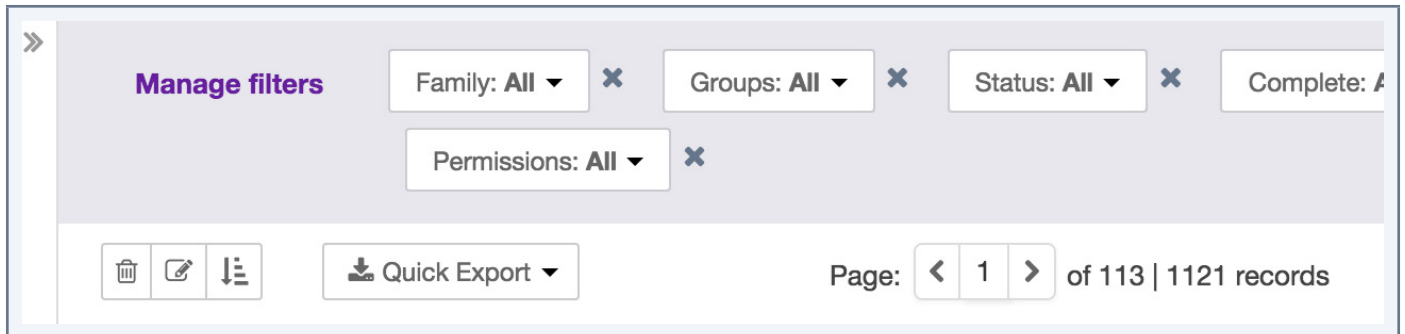 Manage filters Family: All Groups: All Status: All Complete:
Permissions: All
Quick Export Page: 1 of 113 | 1121 records